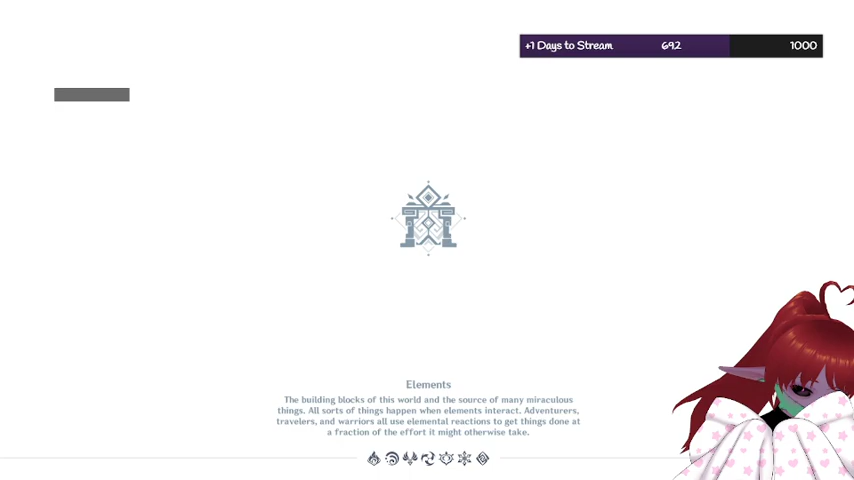 +1 Days to Stream 692 1000
Elements
The building blocks of this world and the source of many miraculous
things. All sorts of things happen when elements interact. Adventurers,
travelers, and warriors all use elemental reactions to get things done at
a fraction of the effort it might otherwise take.